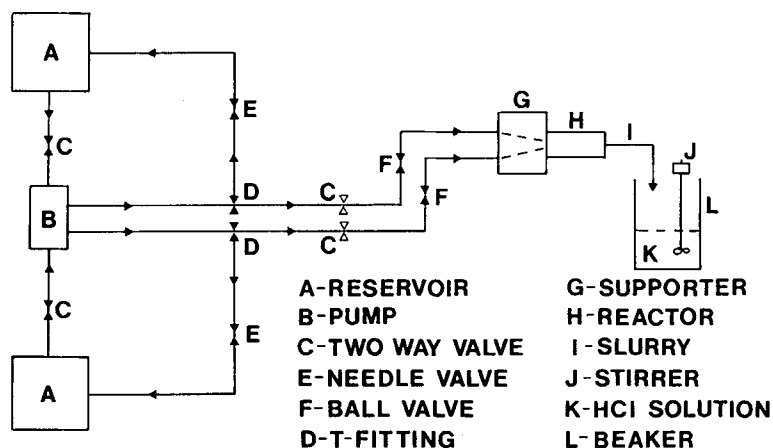 A
C
E
B
D
C
F
F
D
C
G
H
I
J
L
K
C
E
A
A-RESERVOIR
B-PUMP
C-TWO WAY VALVE
E-NEEDLE VALVE
F-BALL VALVE
D-T-FITTING
G-SUPPORTER
H-REACTOR
I-SLURRY
J-STIRRER
K-HCl SOLUTION
L-BEAKER